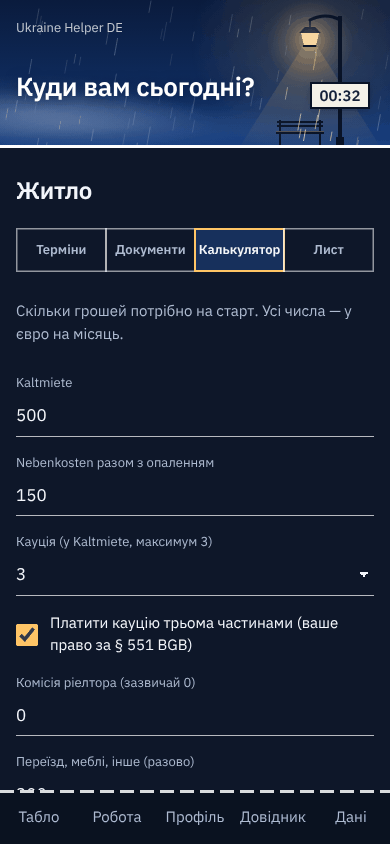 Ukraine Helper DE
Куди вам сьогодні?
00:32
Житло
Терміни
Документи
Калькулятор
Лист
Скільки грошей потрібно на старт. Усі числа — у
євро на місяць.
Kaltmiete
500
Nebenkosten разом з опаленням
150
Кауція (у Kaltmiete, максимум 3)
3
Платити кауцію трьома частинами (ваше
право за § 551 BGB)
Комісія ріелтора (зазвичай 0)
0
Переїзд, меблі, інше (разово)
Табло
Робота
Профіль
Довідник
Дані